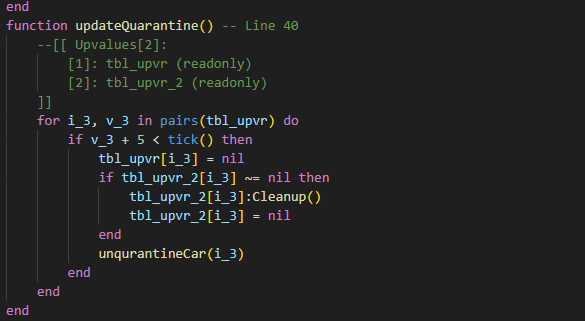 end
function updateQuarantine() -- Line 40
    --[[ Upvalues[2]:
        [1]: tbl_upvr (readonly)
        [2]: tbl_upvr_2 (readonly)
    ]]
    for i_3, v_3 in pairs(tbl_upvr) do
        if v_3 + 5 < tick() then
            tbl_upvr[i_3] = nil
            if tbl_upvr_2[i_3] ~= nil then
                tbl_upvr_2[i_3]:Cleanup()
                tbl_upvr_2[i_3] = nil
            end
            unqurantineCar(i_3)
        end
    end
end